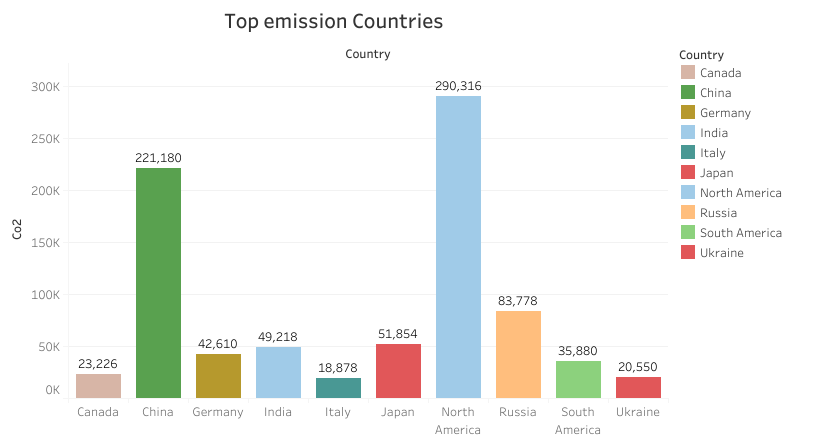 Top emission Countries
Country
Co2
300K
250K
200K
150K
100K
50K
0K
23,226
221,180
42,610
49,218
18,878
51,854
290,316
83,778
35,880
20,550
Canada
China
Germany
India
Italy
Japan
North
America
Russia
South
America
Ukraine
Country
Canada
China
Germany
India
Italy
Japan
North America
Russia
South America
Ukraine